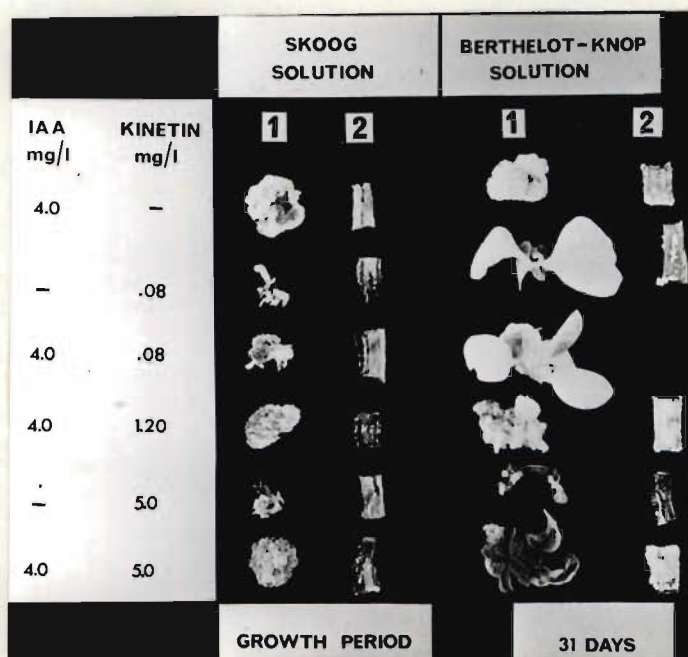 SKOOG
SOLUTION
BERTHELOT-KNOP
SOLUTION
IAA
mg/l
KINETIN
mg/l
1
2
1
2
4.0 –
– .08
4.0 .08
4.0 1.20
– 5.0
4.0 5.0
GROWTH PERIOD
31 DAYS